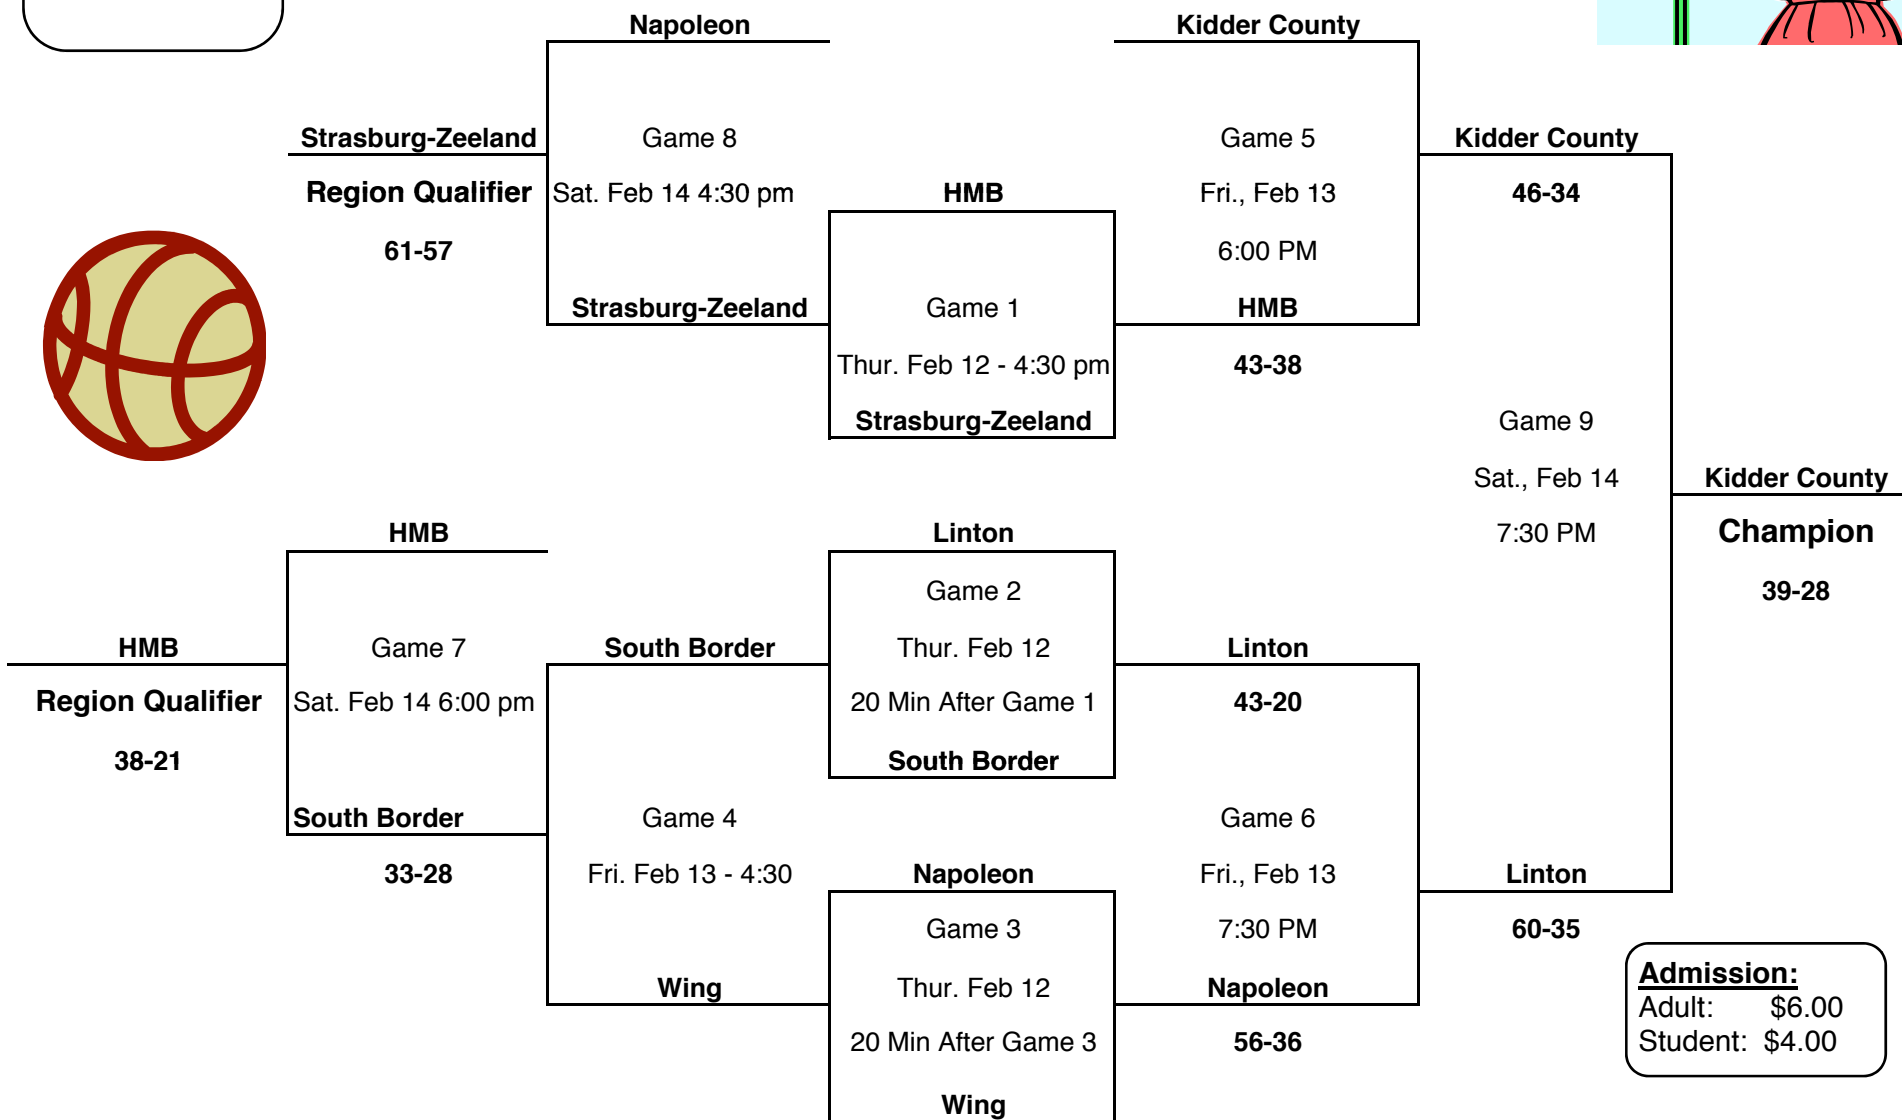 Napoleon
Kidder County
Strasburg-Zeeland
Game 8
Game 5
Kidder County
Region Qualifier
Sat. Feb 14 4:30 pm
HMB
Fri., Feb 13
46-34
61-57
6:00 PM
Strasburg-Zeeland
Game 1
HMB
Thur. Feb 12 - 4:30 pm
43-38
Strasburg-Zeeland
Game 9
Sat., Feb 14
Kidder County
HMB
Linton
7:30 PM
Champion
Game 2
39-28
HMB
Game 7
South Border
Thur. Feb 12
Linton
Region Qualifier
Sat. Feb 14 6:00 pm
20 Min After Game 1
43-20
38-21
South Border
South Border
Game 4
Game 6
33-28
Fri. Feb 13 - 4:30
Napoleon
Fri., Feb 13
Linton
Game 3
7:30 PM
60-35
Wing
Thur. Feb 12
Napoleon
Admission:
Adult: $6.00
Student: $4.00
20 Min After Game 3
56-36
Wing